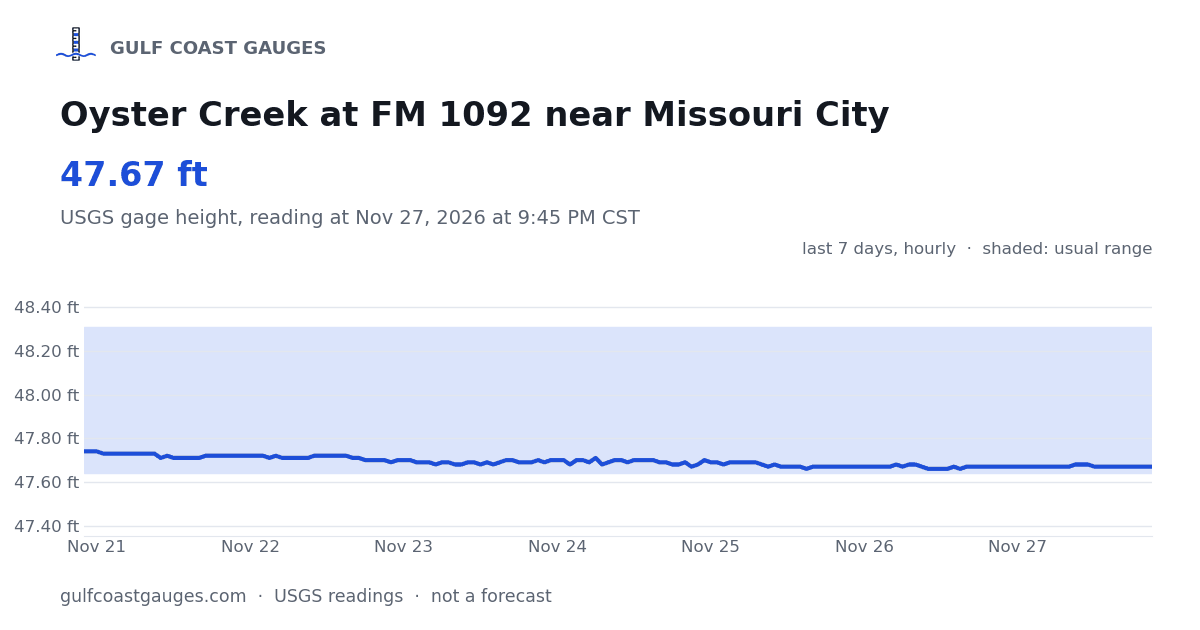 GULF COAST GAUGES
Oyster Creek at FM 1092 near Missouri City
47.67 ft
USGS gage height, reading at Nov 27, 2026 at 9:45 PM CST
last 7 days, hourly · shaded: usual range
48.40 ft
48.20 ft
48.00 ft
47.80 ft
47.60 ft
47.40 ft
Nov 21 Nov 22 Nov 23 Nov 24 Nov 25 Nov 26 Nov 27
gulfcoastgauges.com · USGS readings · not a forecast